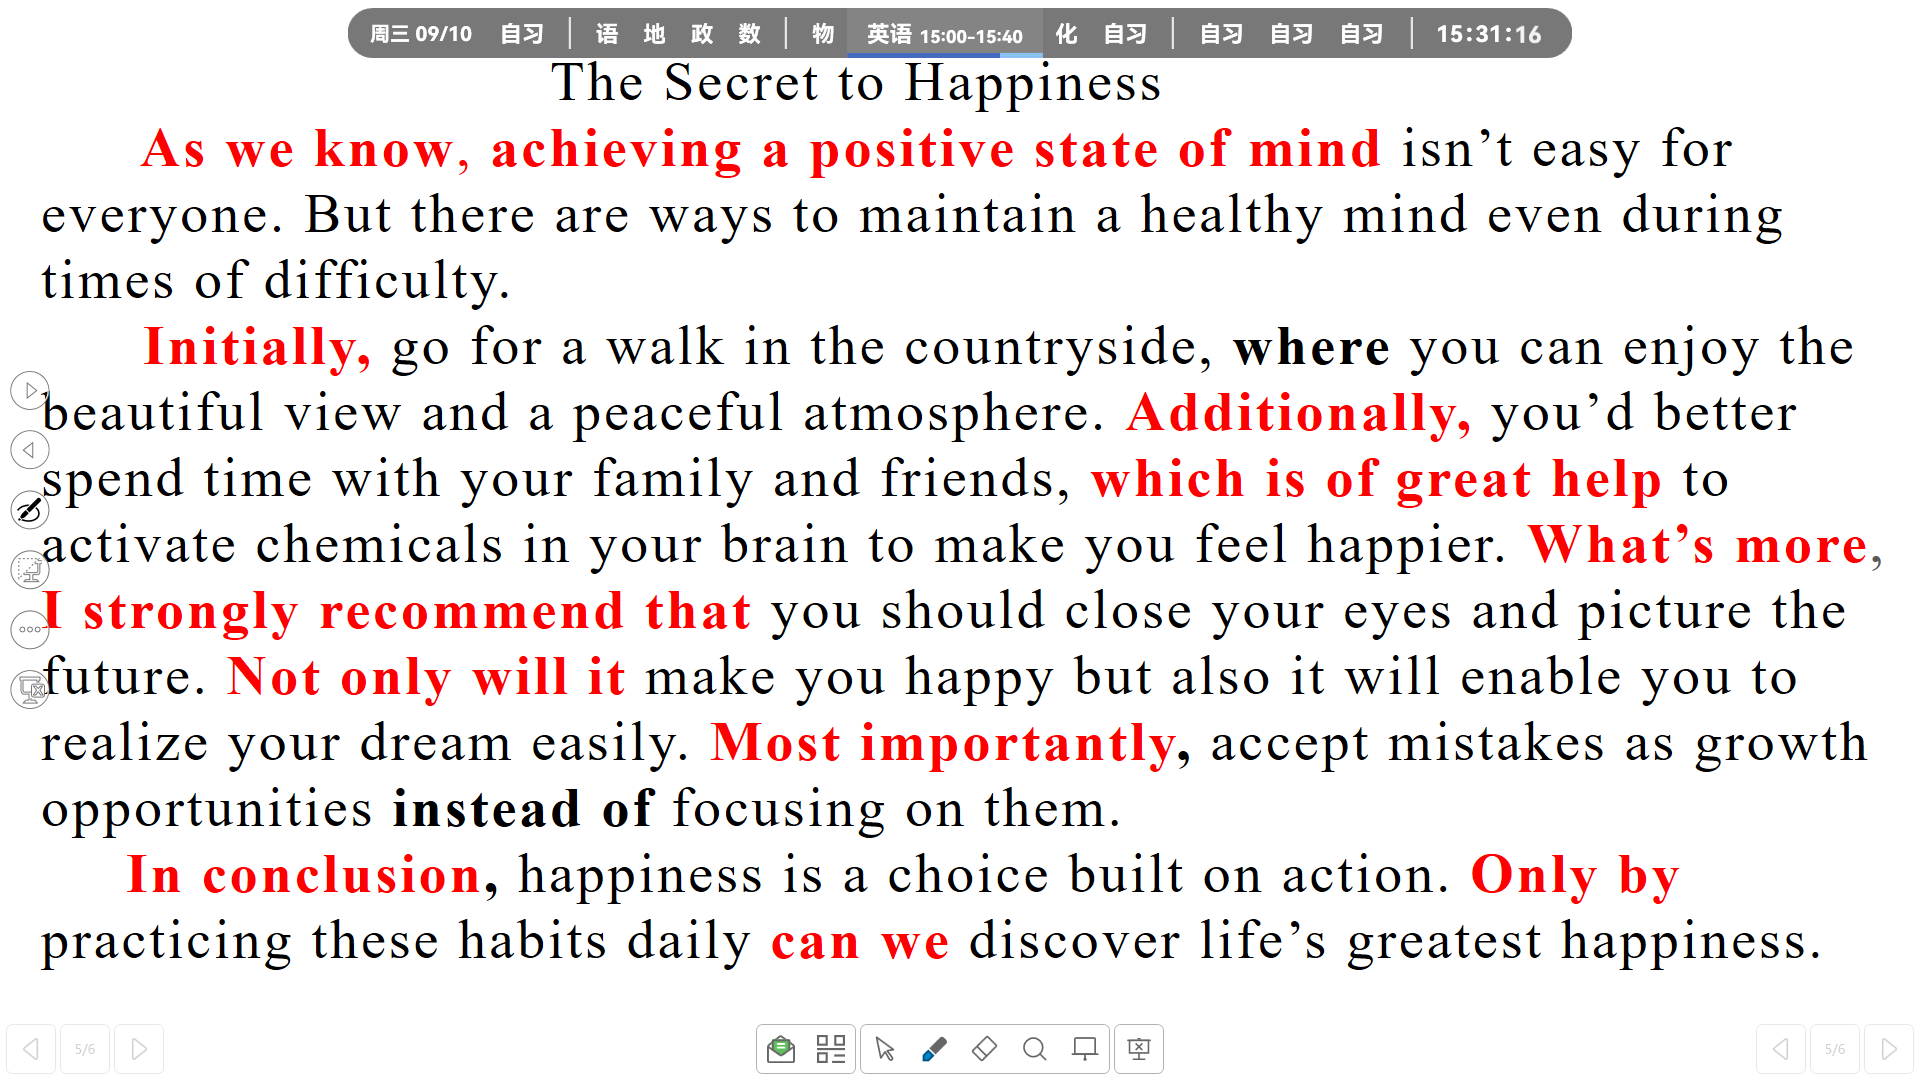 周三 09/10 自习 语 地 政 数 物 英语 15:00-15:40 化 自习 自习 自习 自习 15:31:16
The Secret to Happiness
As we know, achieving a positive state of mind isn’t easy for
everyone. But there are ways to maintain a healthy mind even during
times of difficulty.
Initially, go for a walk in the countryside, where you can enjoy the
beautiful view and a peaceful atmosphere. Additionally, you’d better
spend time with your family and friends, which is of great help to
activate chemicals in your brain to make you feel happier. What’s more,
I strongly recommend that you should close your eyes and picture the
future. Not only will it make you happy but also it will enable you to
realize your dream easily. Most importantly, accept mistakes as growth
opportunities instead of focusing on them.
In conclusion, happiness is a choice built on action. Only by
practicing these habits daily can we discover life’s greatest happiness.
5/6
5/6